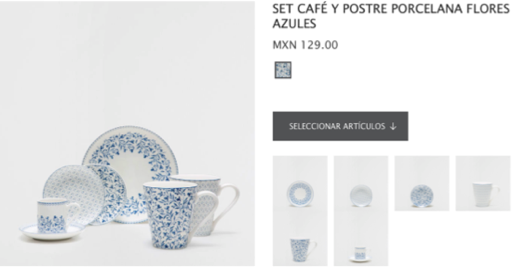 SET CAFÉ Y POSTRE PORCELANA FLORES
AZULES
MXN 129.00
SELECCIONAR ARTÍCULOS ↓